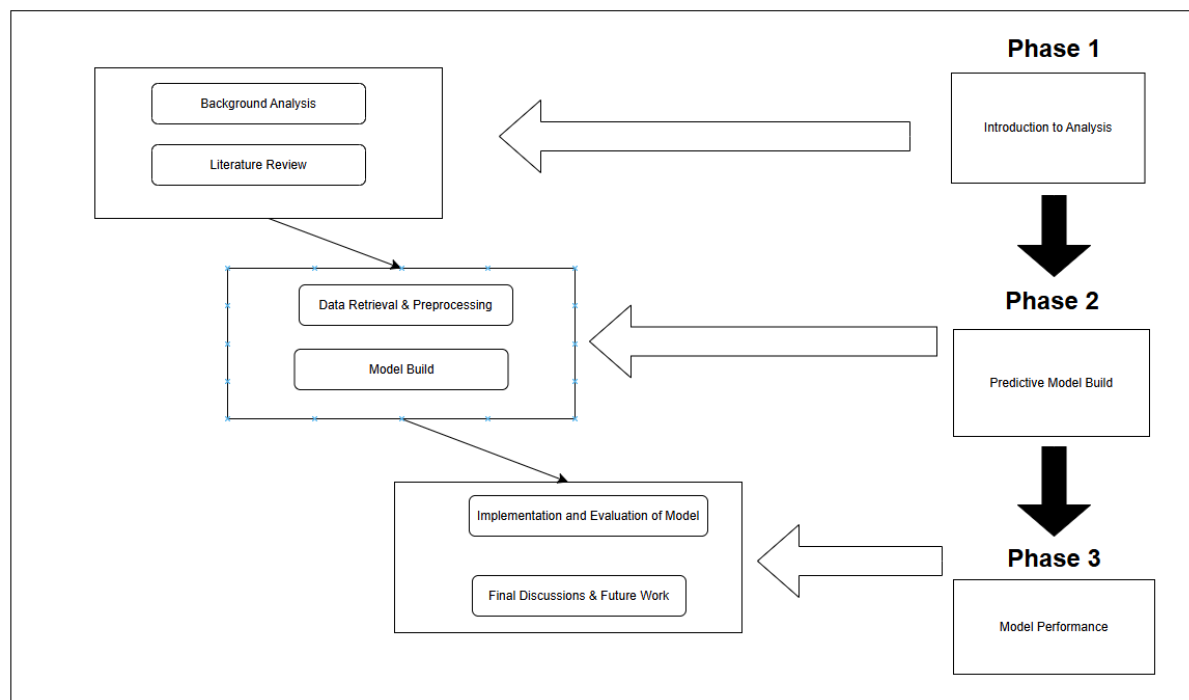 Phase 1
Background Analysis
Introduction to Analysis
Literature Review
Phase 2
Data Retrieval & Preprocessing
Model Build
Predictive Model Build
Implementation and Evaluation of Model
Phase 3
Final Discussions & Future Work
Model Performance